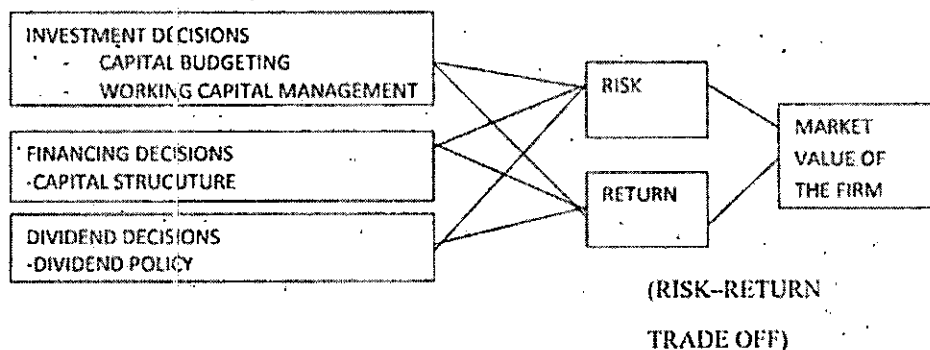 INVESTMENT DECISIONS
- CAPITAL BUDGETING
- WORKING CAPITAL MANAGEMENT
FINANCING DECISIONS
-CAPITAL STRUCUTURE
DIVIDEND DECISIONS
-DIVIDEND POLICY
RISK
RETURN
MARKET
VALUE OF
THE FIRM
(RISK–RETURN
TRADE OFF)